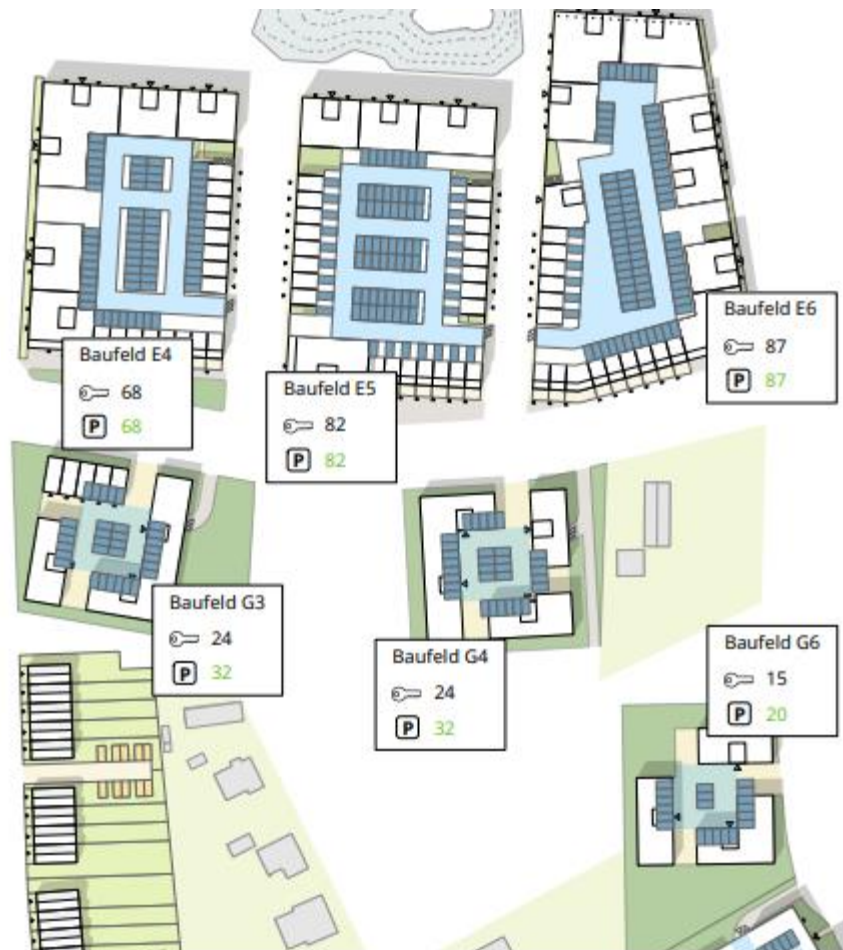 Baufeld E6
87
P 87
Baufeld E4
68
P 68
Baufeld E5
82
P 82
Baufeld G3
24
P 32
Baufeld G4
24
P 32
Baufeld G6
15
P 20